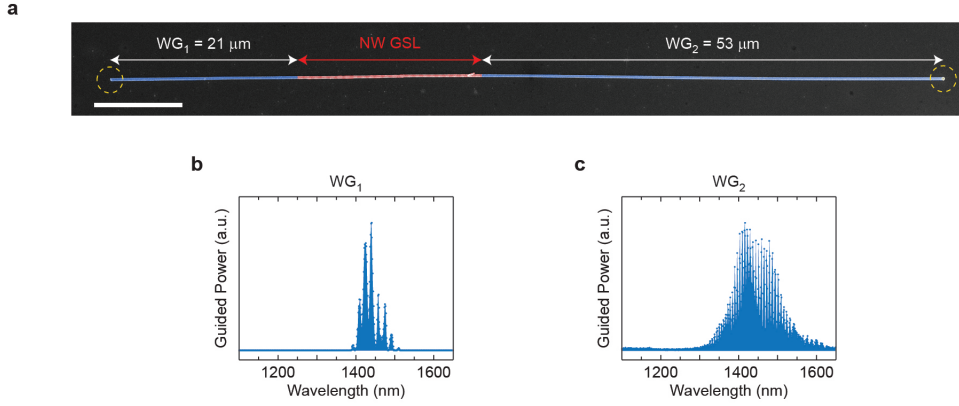 a
WG₁ = 21 μm
NW GSL
WG₂ = 53 μm
b
WG₁
Guided Power (a.u.)
1200 1400 1600
Wavelength (nm)
c
WG₂
Guided Power (a.u.)
1200 1400 1600
Wavelength (nm)